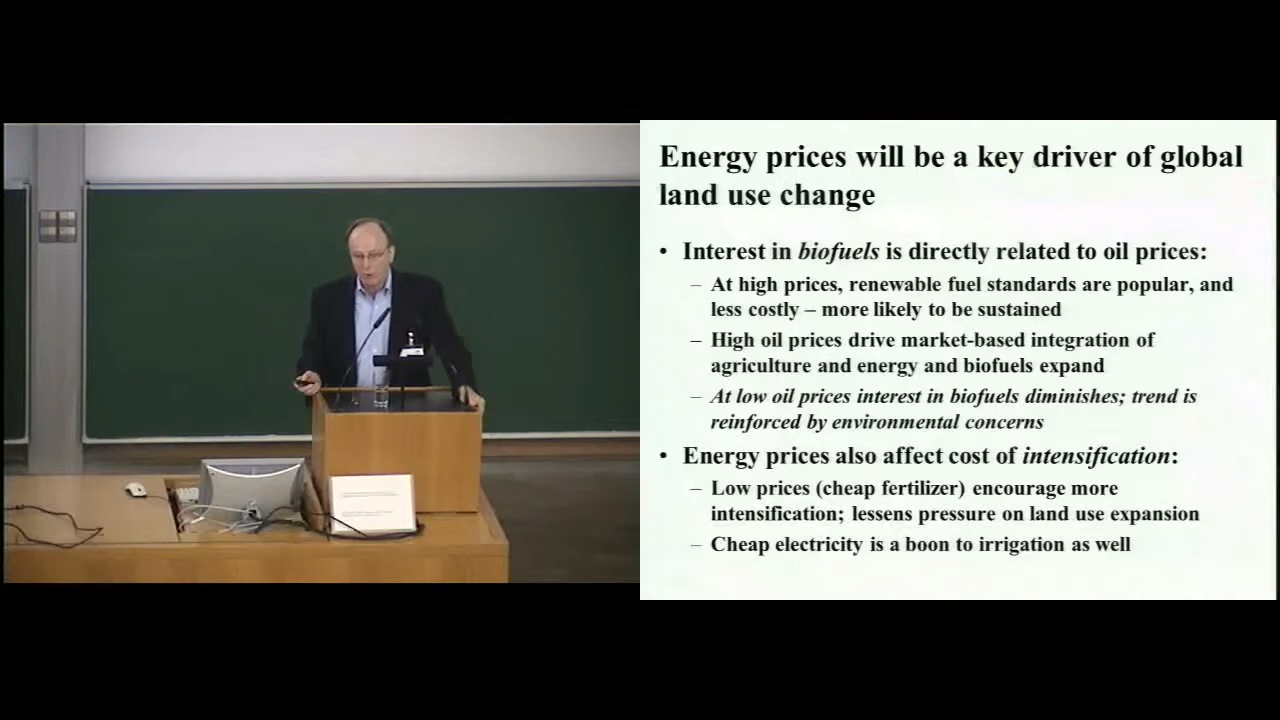 Energy prices will be a key driver of global
land use change
• Interest in biofuels is directly related to oil prices:
– At high prices, renewable fuel standards are popular, and
less costly – more likely to be sustained
– High oil prices drive market-based integration of
agriculture and energy and biofuels expand
– At low oil prices interest in biofuels diminishes; trend is
reinforced by environmental concerns
• Energy prices also affect cost of intensification:
– Low prices (cheap fertilizer) encourage more
intensification; lessens pressure on land use expansion
– Cheap electricity is a boon to irrigation as well